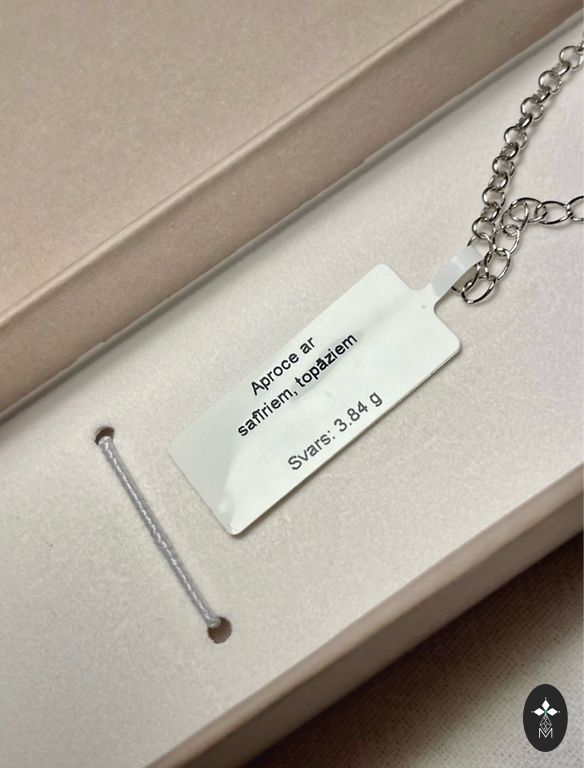 Aproce ar
safīriem, topāziem
Svars: 3.84 g
M